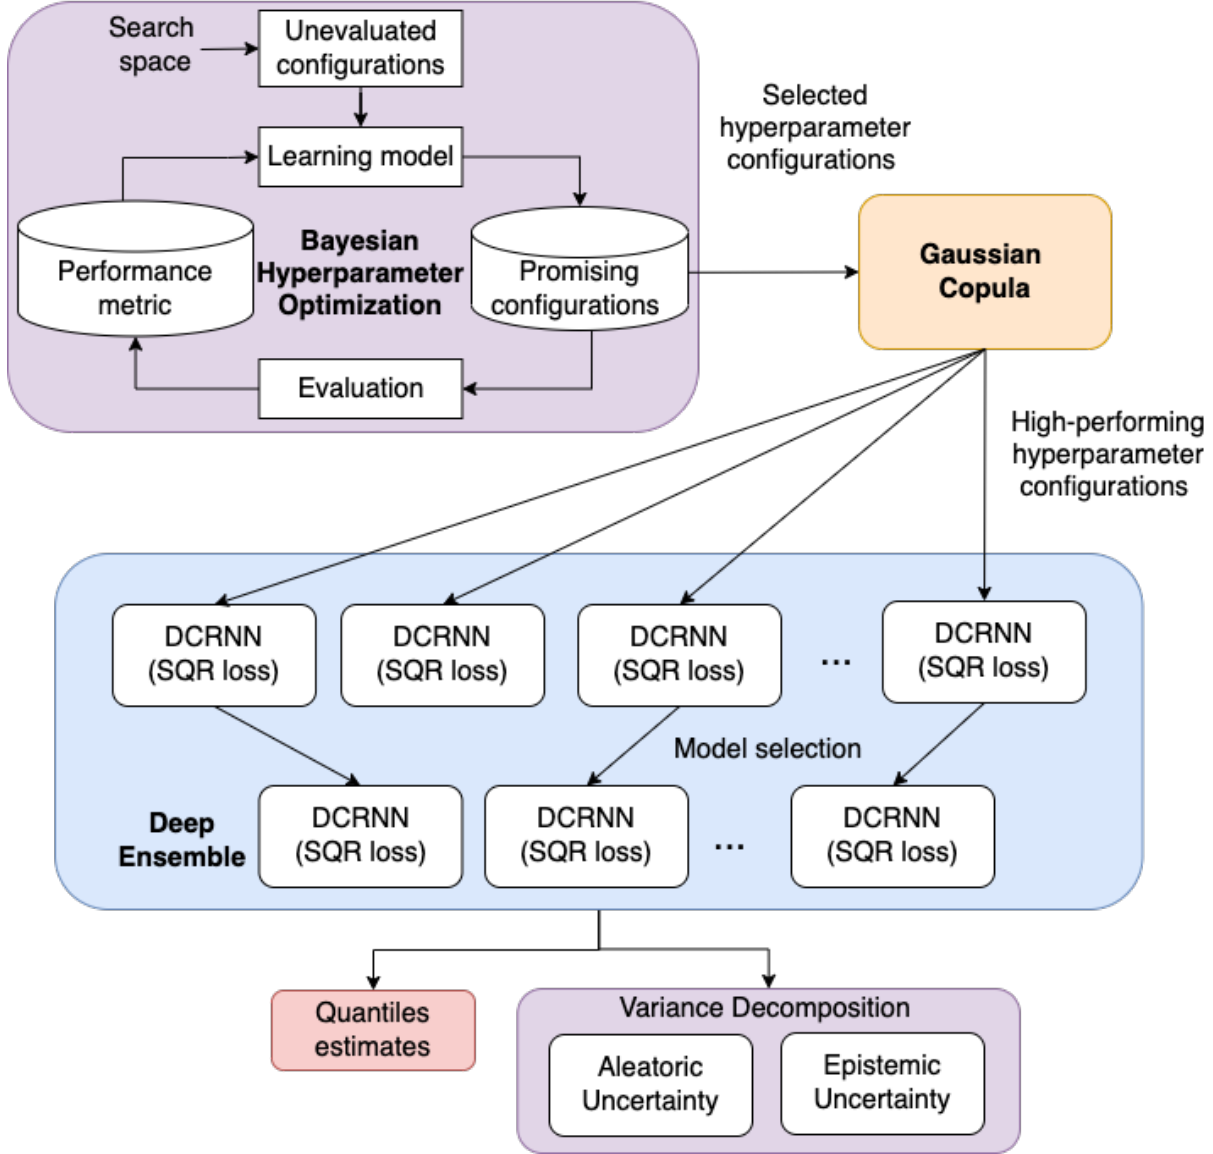 Search
space
Unevaluated
configurations
Learning model
Performance
metric
Bayesian
Hyperparameter
Optimization
Promising
configurations
Evaluation
Selected
hyperparameter
configurations
Gaussian
Copula
High-performing
hyperparameter
configurations
DCRNN
(SQR loss)
DCRNN
(SQR loss)
DCRNN
(SQR loss)
...
DCRNN
(SQR loss)
Model selection
Deep
Ensemble
DCRNN
(SQR loss)
DCRNN
(SQR loss)
...
DCRNN
(SQR loss)
Quantiles
estimates
Variance Decomposition
Aleatoric
Uncertainty
Epistemic
Uncertainty